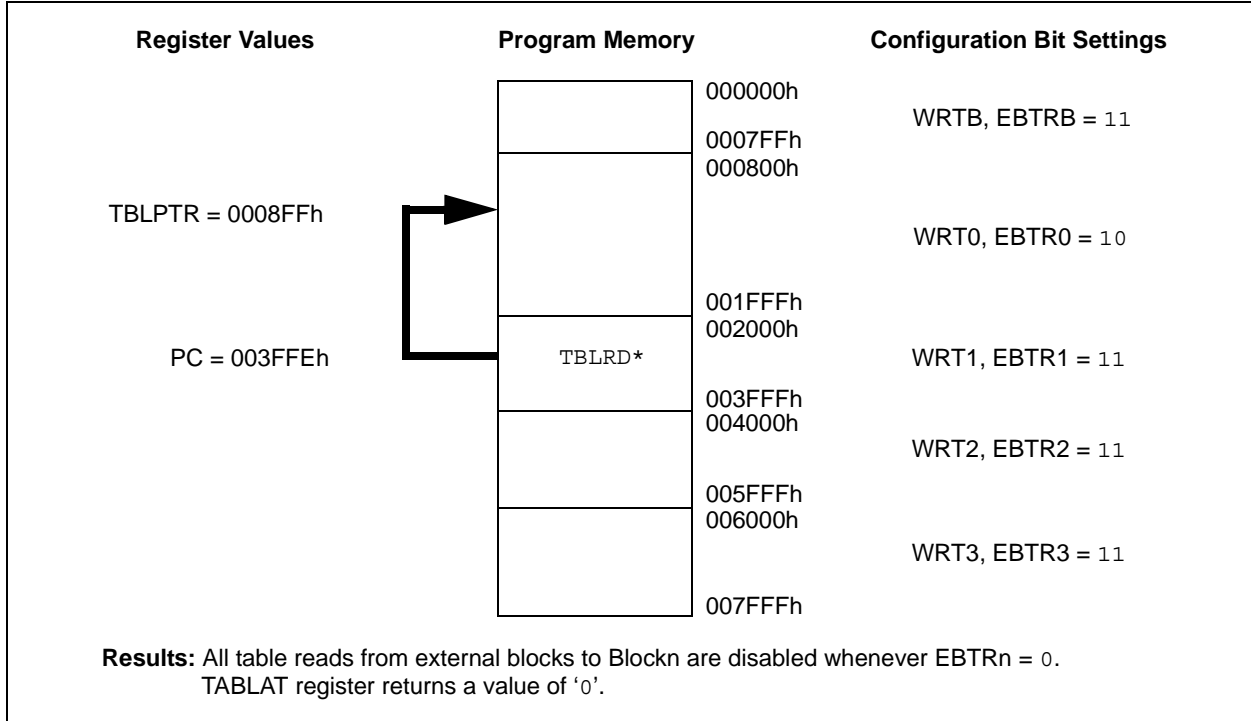 Register Values
Program Memory
Configuration Bit Settings
000000h
WRTB, EBTRB = 11
0007FFh
000800h
TBLPTR = 0008FFh
WRT0, EBTR0 = 10
001FFFh
002000h
PC = 003FFEh
TBLRD*
WRT1, EBTR1 = 11
003FFFh
004000h
WRT2, EBTR2 = 11
005FFFh
006000h
WRT3, EBTR3 = 11
007FFFh
Results: All table reads from external blocks to Blockn are disabled whenever EBTRn = 0.
TABLAT register returns a value of ‘0’.